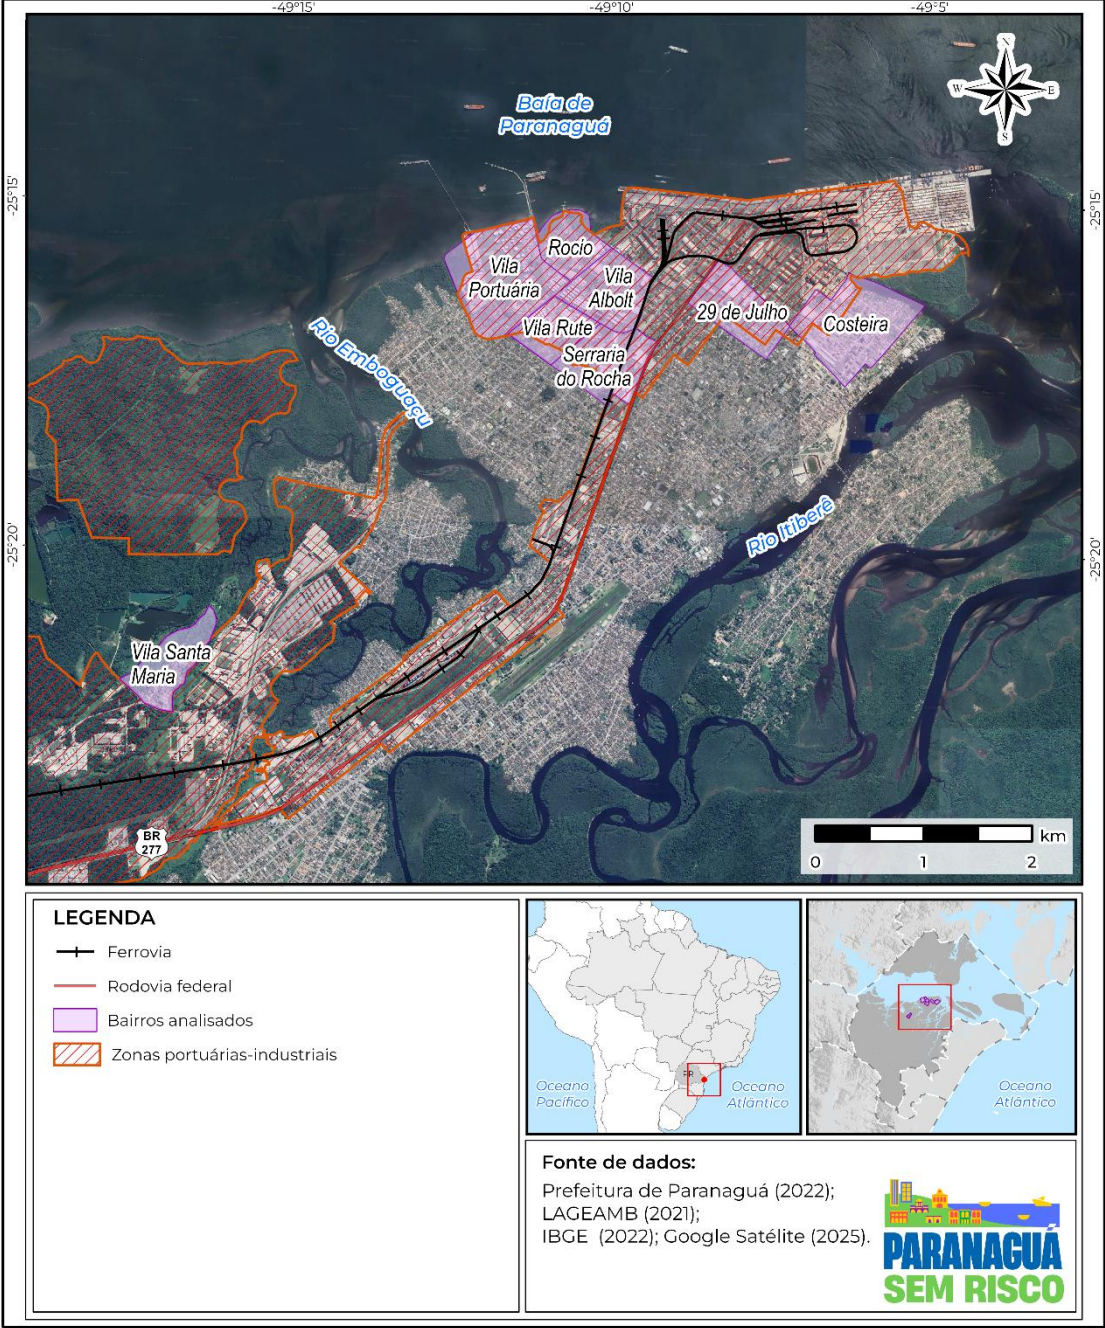 -49°15'
-49°10'
-49°5'
N
W
E
S
Baía de
Paranaguá
-25°15'
-25°15'
Rocio
Vila
Portuária
Vila
Albolt
29 de Julho
Costeira
Vila Rute
Serraria
do Rocha
Rio Emboguaçu
Rio Itiberê
-25°20'
-25°20'
Vila Santa
Maria
BR
277
km
0
1
2
LEGENDA
Ferrovia
Rodovia federal
Bairros analisados
Zonas portuárias-industriais
PR
Oceano
Pacífico
Oceano
Atlântico
Oceano
Atlântico
Fonte de dados:
Prefeitura de Paranaguá (2022);
LAGEAMB (2021);
IBGE (2022); Google Satélite (2025).
PARANAGUÁ
SEM RISCO